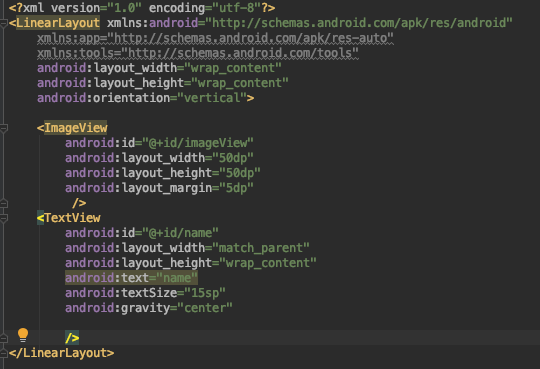 <?xml version="1.0" encoding="utf-8"?>
<LinearLayout xmlns:android="http://schemas.android.com/apk/res/android"
    xmlns:app="http://schemas.android.com/apk/res-auto"
    xmlns:tools="http://schemas.android.com/tools"
    android:layout_width="wrap_content"
    android:layout_height="wrap_content"
    android:orientation="vertical">
    <ImageView
        android:id="@+id/imageView"
        android:layout_width="50dp"
        android:layout_height="50dp"
        android:layout_margin="5dp"
         />
    <TextView
        android:id="@+id/name"
        android:layout_width="match_parent"
        android:layout_height="wrap_content"
        android:text="name"
        android:textSize="15sp"
        android:gravity="center"
        />
</LinearLayout>